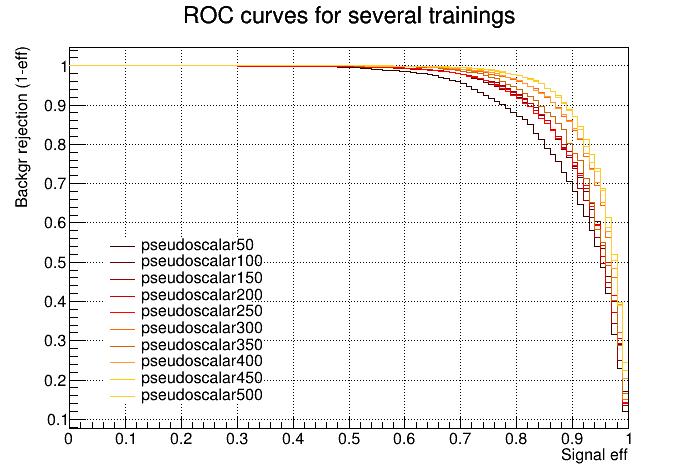 ROC curves for several trainings
Backgr rejection (1-eff)
1
0.9
0.8
0.7
0.6
0.5
0.4
0.3
0.2
0.1
pseudoscalar50
pseudoscalar100
pseudoscalar150
pseudoscalar200
pseudoscalar250
pseudoscalar300
pseudoscalar350
pseudoscalar400
pseudoscalar450
pseudoscalar500
0 0.1 0.2 0.3 0.4 0.5 0.6 0.7 0.8 0.9 1
Signal eff